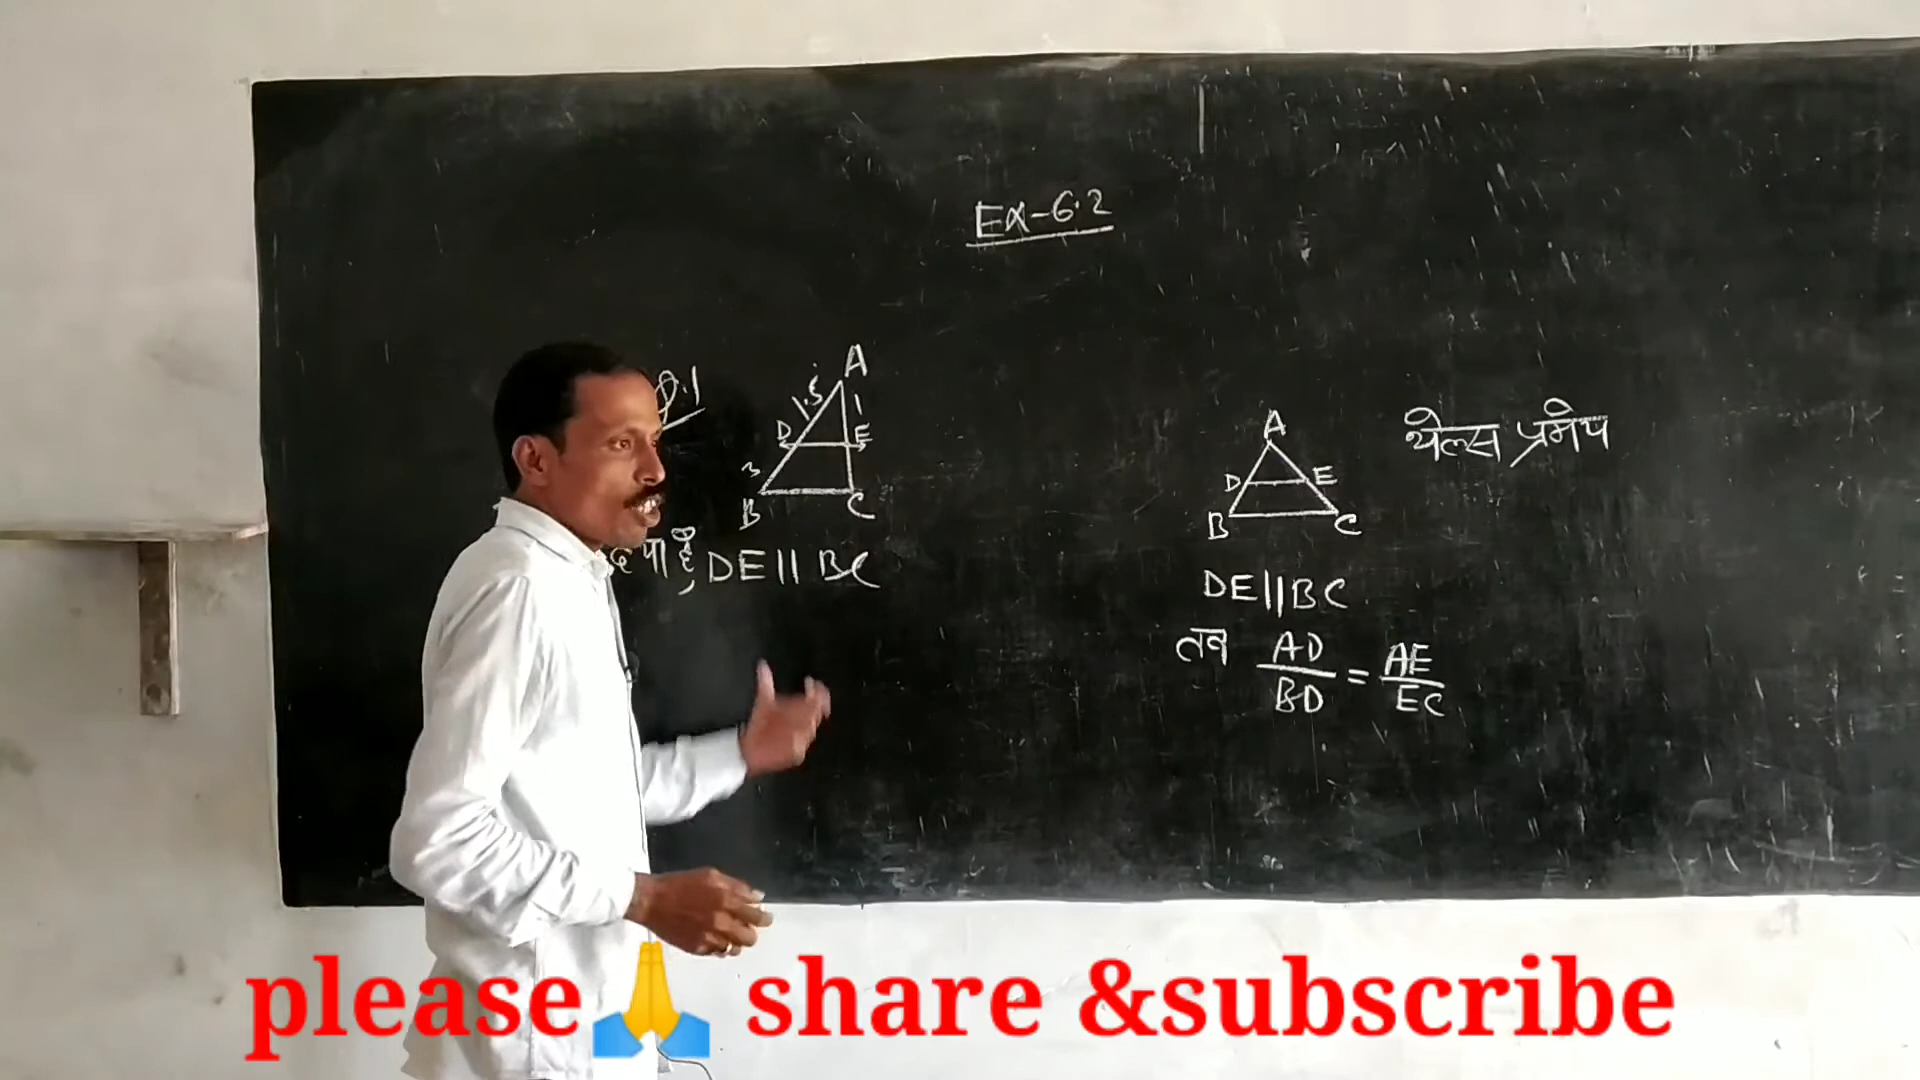 Ex-6.2
Q.1
A
1.5
1
D
E
3
B
C
है, DE||BC
A
D
E
B
C
थेल्स प्रमेय
DE||BC
तब AD/BD = AE/EC
please🙏 share &subscribe